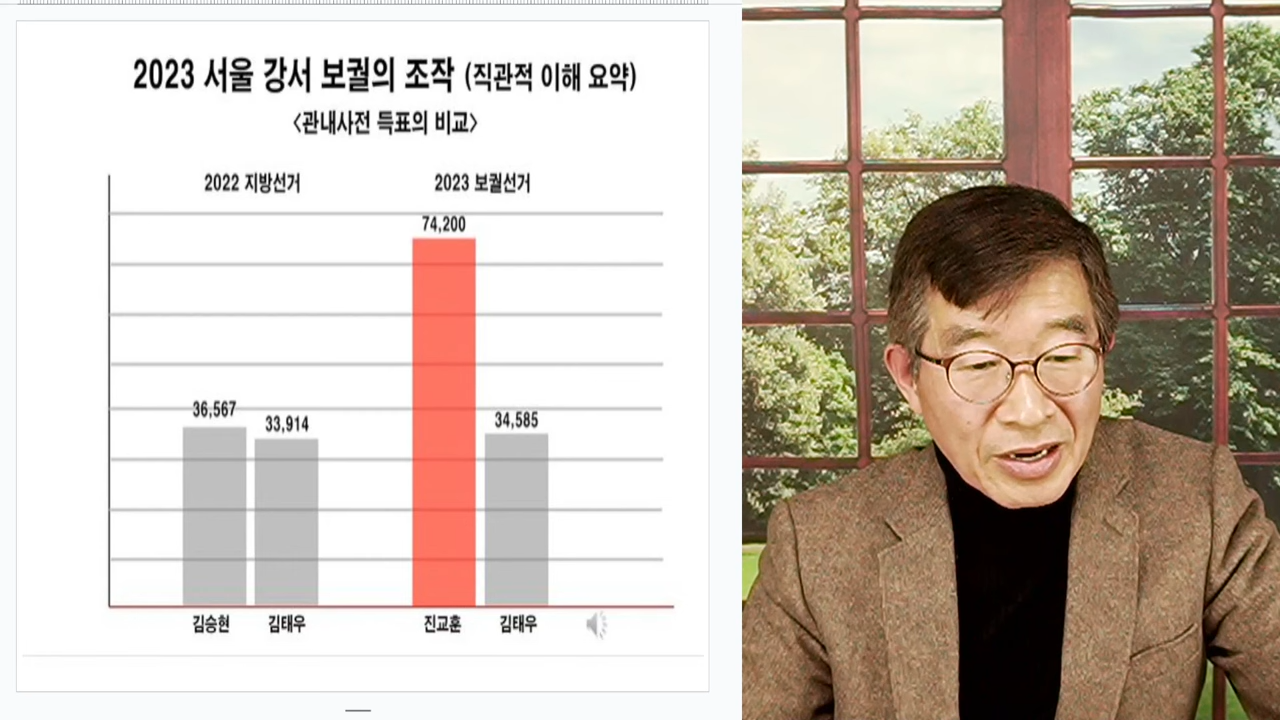 2023 서울 강서 보궐의 조작 (직관적 이해 요약)
<관내사전 득표의 비교>
2022 지방선거
2023 보궐선거
74,200
36,567
33,914
34,585
김승현
김태우
진교훈
김태우